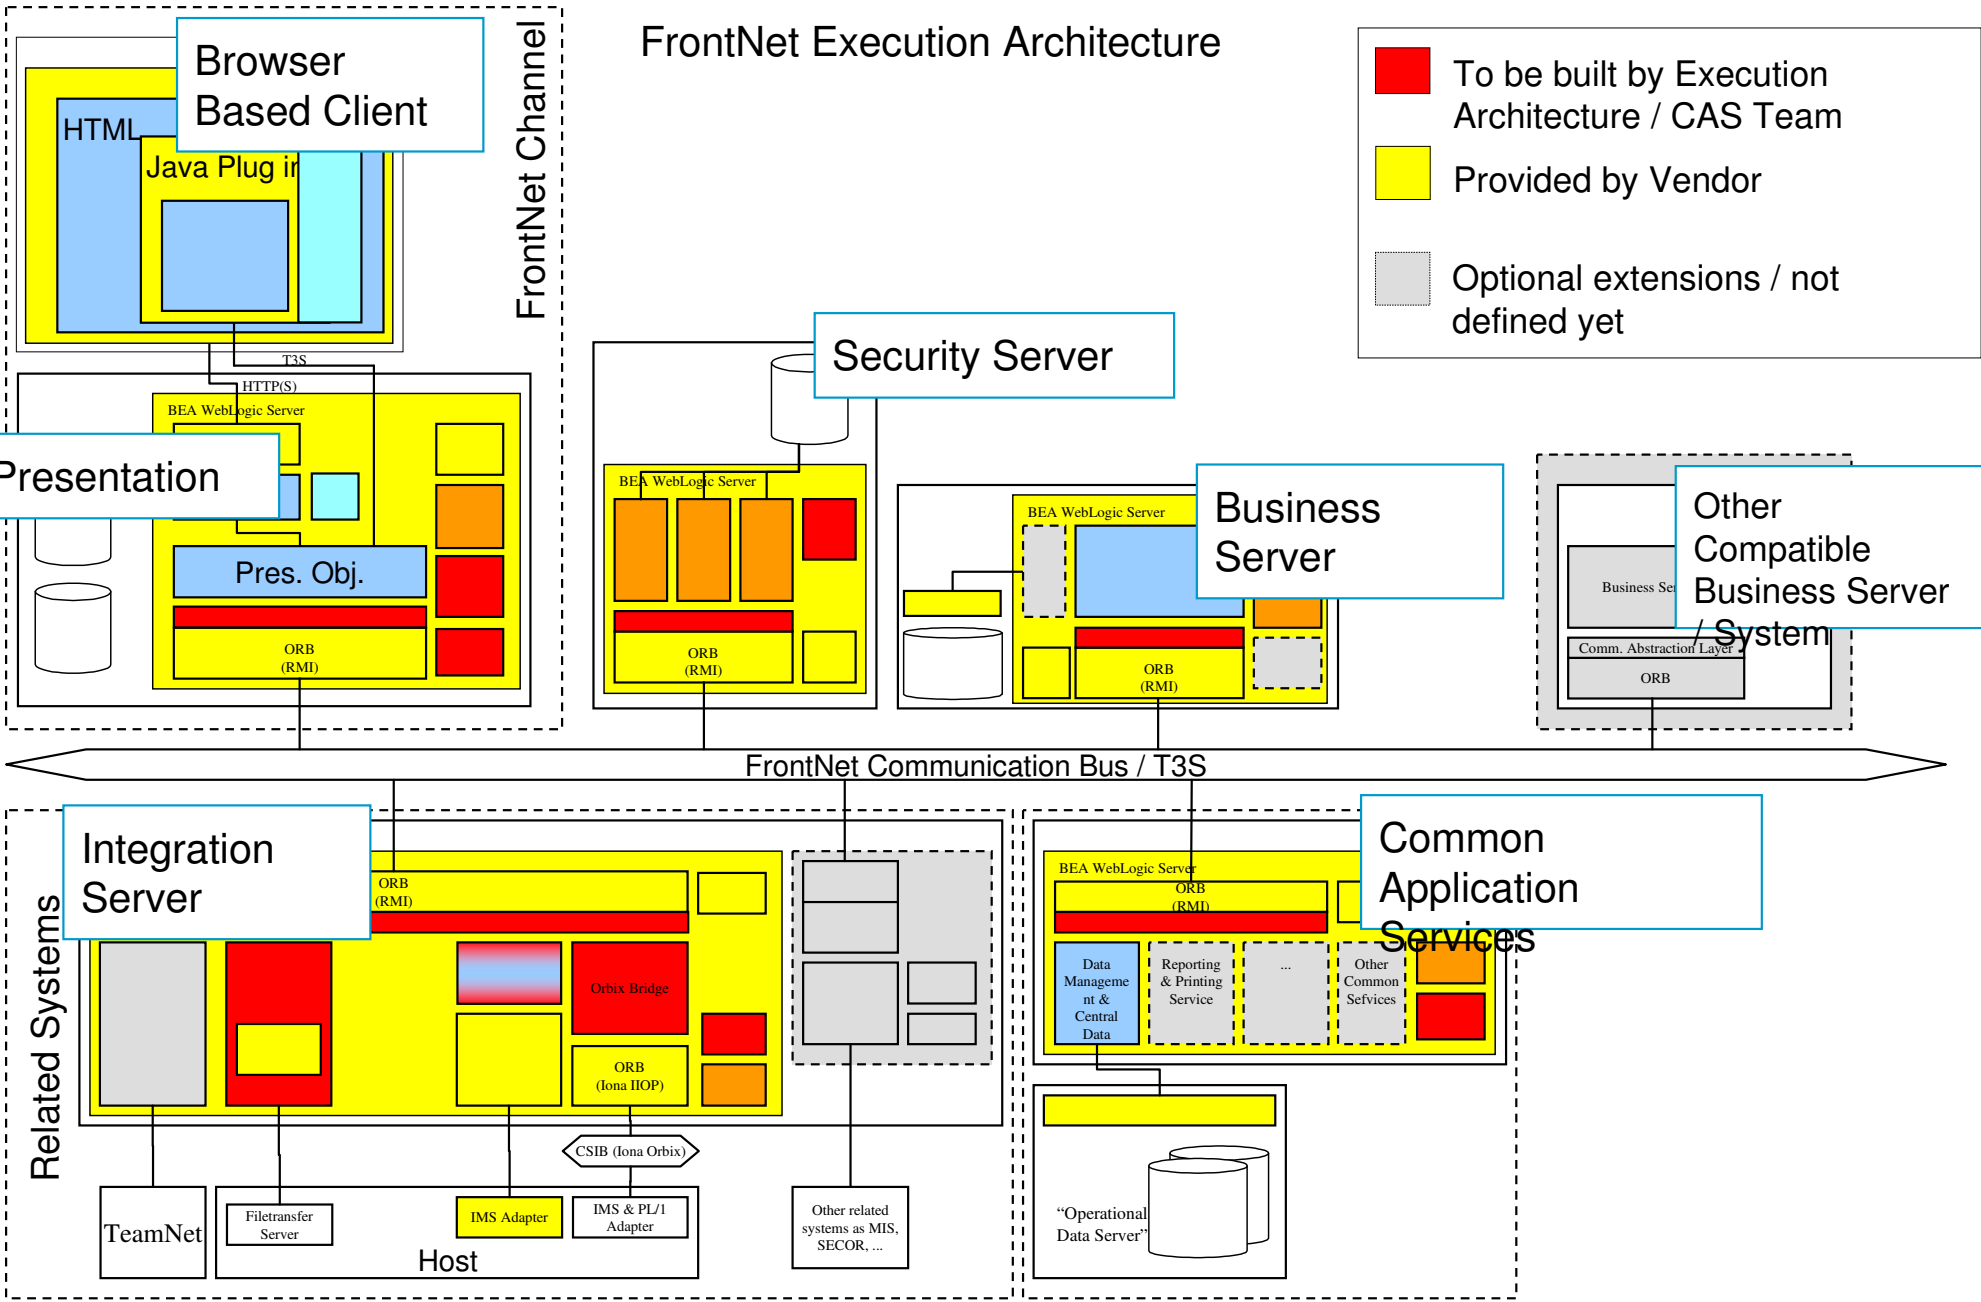 FrontNet Execution Architecture
To be built by Execution
Architecture / CAS Team
Provided by Vendor
Optional extensions / not
defined yet
FrontNet Channel
Browser
Based Client
HTML
Java Plug in
T3S
HTTP(S)
BEA WebLogic Server
Presentation
Pres. Obj.
ORB
(RMI)
Security Server
BEA WebLogic Server
ORB
(RMI)
Business
Server
BEA WebLogic Server
ORB
(RMI)
Other
Compatible
Business Server
/ System
Business Ser
Comm. Abstraction Layer
ORB
FrontNet Communication Bus / T3S
Related Systems
Integration
Server
ORB
(RMI)
Orbix Bridge
ORB
(Iona IIOP)
CSIB (Iona Orbix)
TeamNet
Filetransfer
Server
IMS Adapter
IMS & PL/1
Adapter
Host
Other related
systems as MIS,
SECOR, ...
Common
Application
Services
BEA WebLogic Server
ORB
(RMI)
Data
Manageme
nt &
Central
Data
Reporting
& Printing
Service
...
Other
Common
Sefvices
“Operational
Data Server”